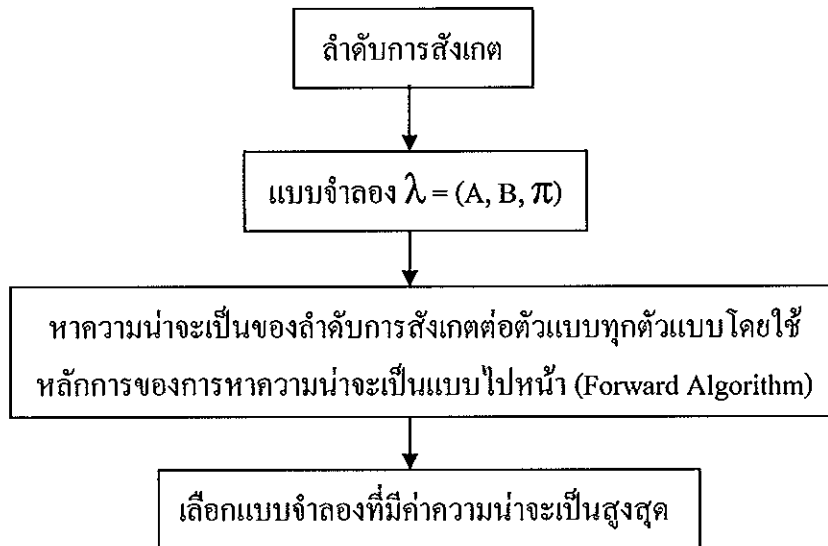 ลำดับการสังเกต
แบบจำลอง λ = (A, B, π)
หาความน่าจะเป็นของลำดับการสังเกตต่อตัวแบบทุกตัวแบบโดยใช้
หลักการของการหาความน่าจะเป็นแบบไปหน้า (Forward Algorithm)
เลือกแบบจำลองที่มีค่าความน่าจะเป็นสูงสุด